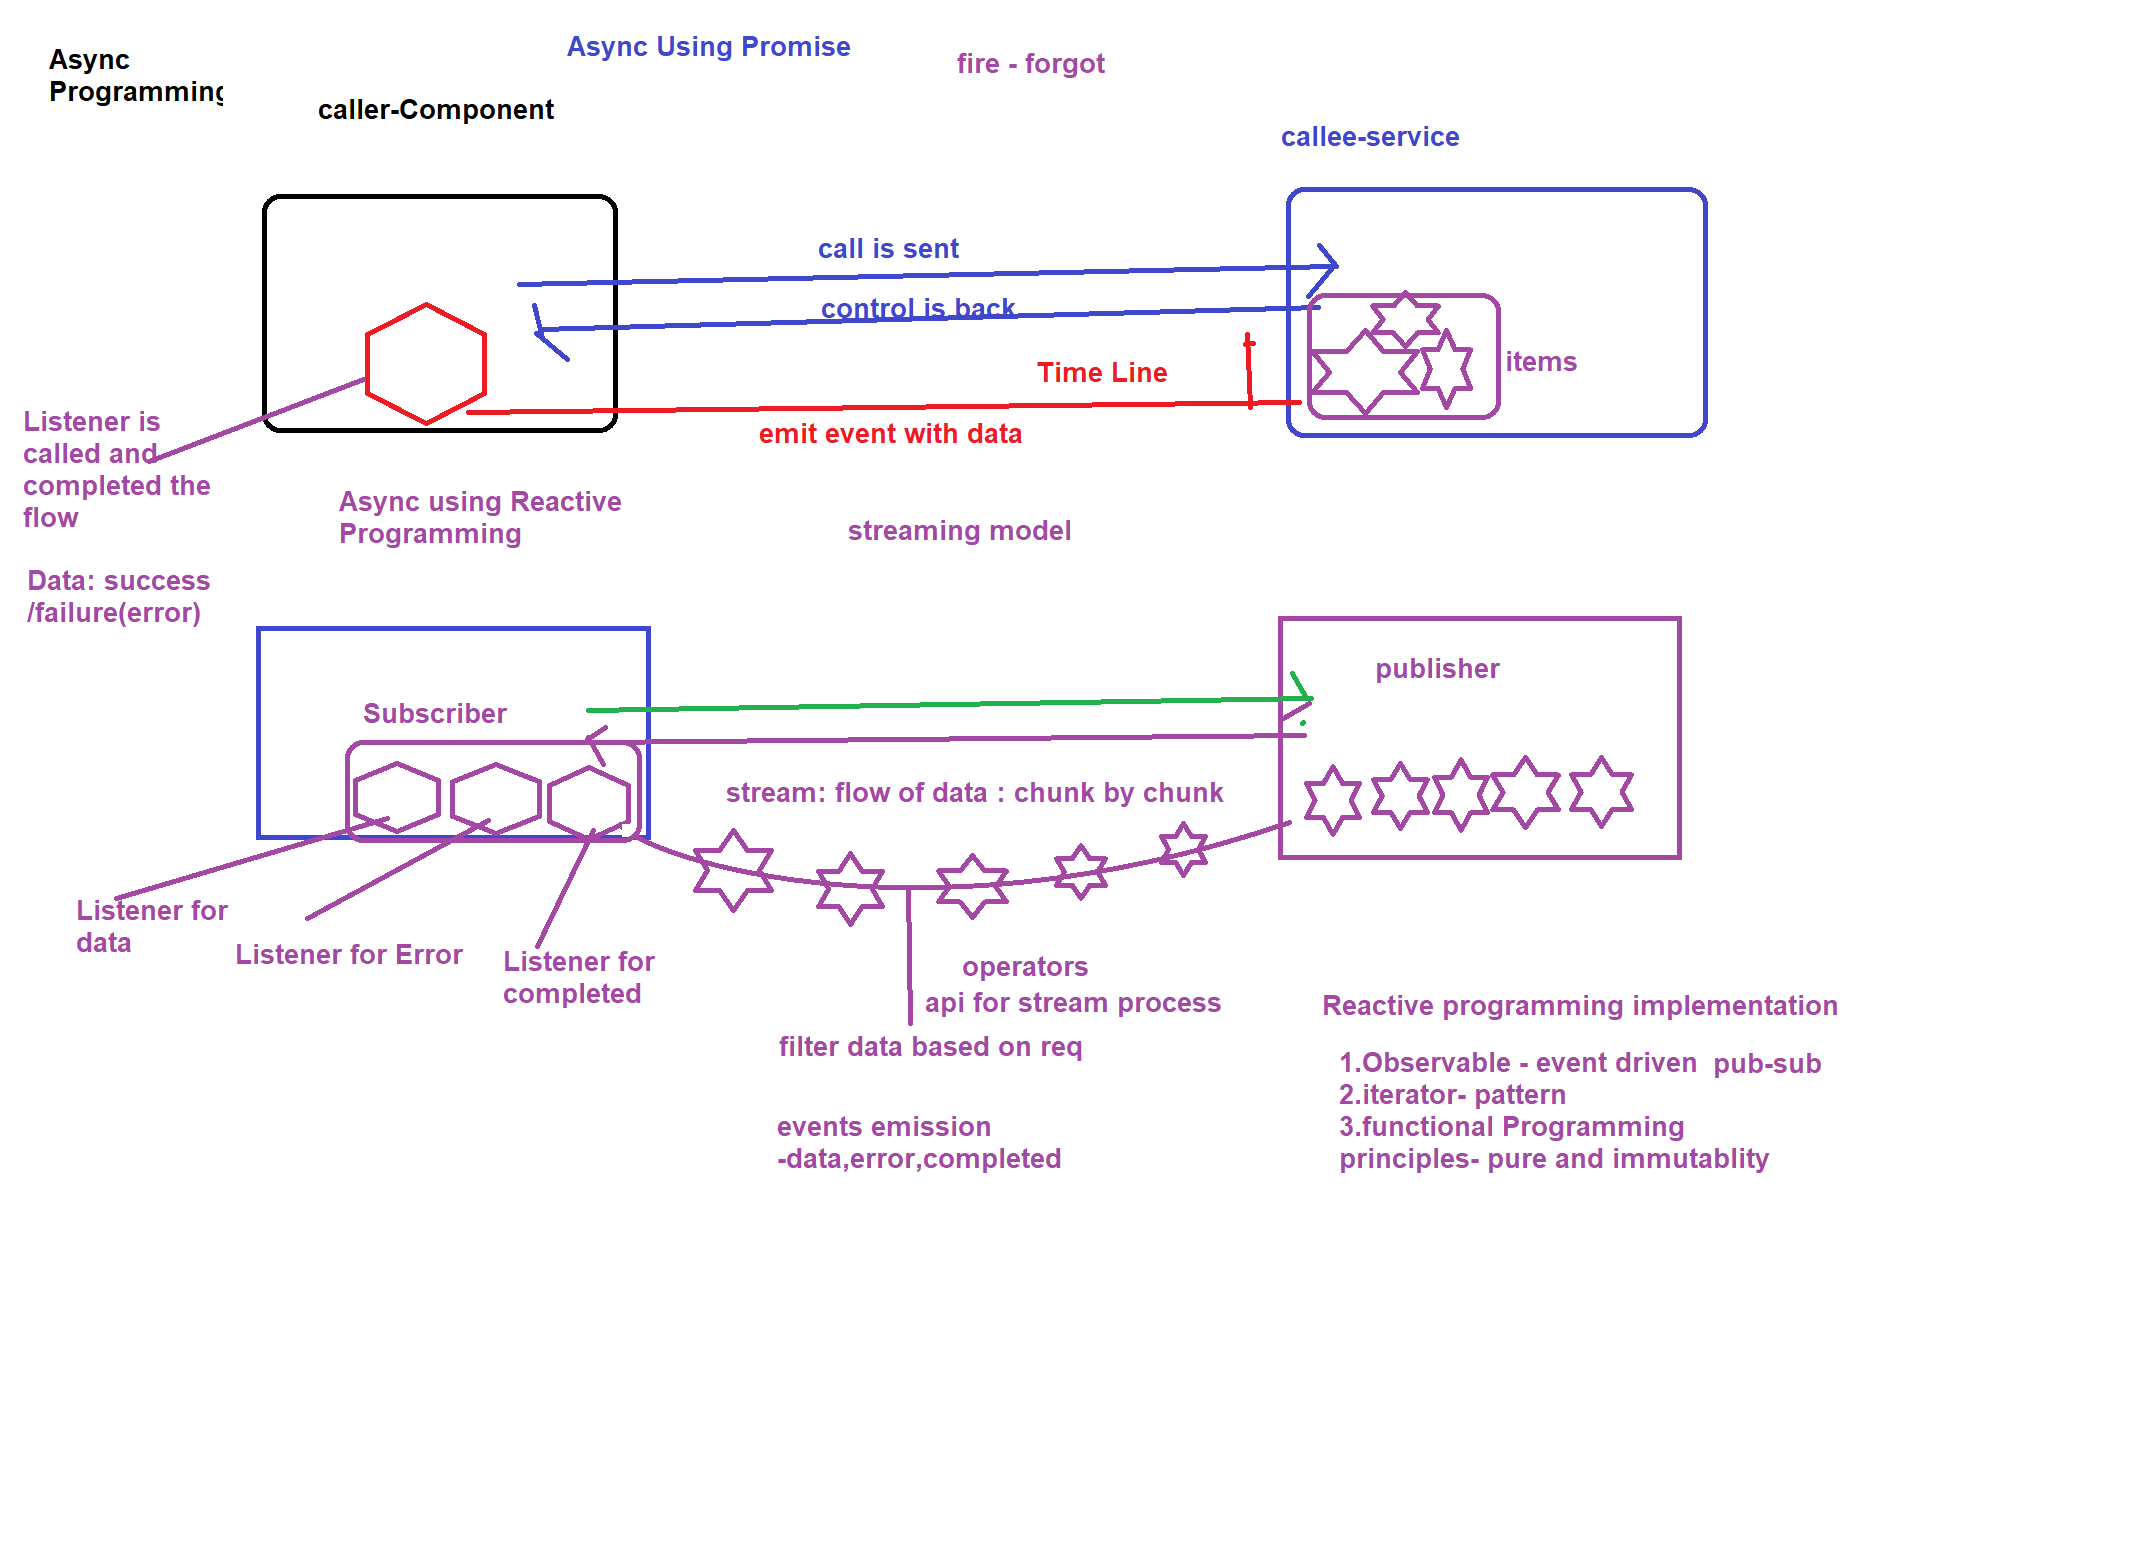 Async
Programming
Async Using Promise
fire - forgot
caller-Component
callee-service
call is sent
control is back
Time Line
items
emit event with data
Listener is
called and
completed the
flow
Async using Reactive
Programming
streaming model
Data: success
/failure(error)
publisher
Subscriber
stream: flow of data : chunk by chunk
Listener for
data
Listener for Error
Listener for
completed
operators
api for stream process
filter data based on req
Reactive programming implementation
1.Observable - event driven pub-sub
2.iterator- pattern
3.functional Programming
principles- pure and immutablity
events emission
-data,error,completed